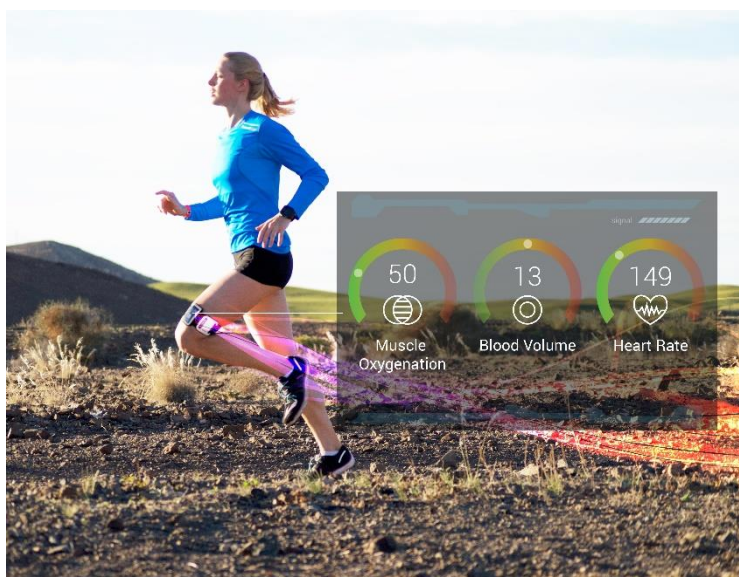 signal
50
13
149
Muscle
Oxygenation
Blood Volume
Heart Rate